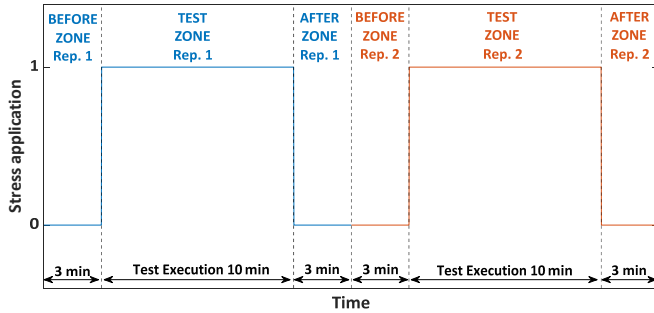 BEFORE
ZONE
Rep. 1
TEST
ZONE
Rep. 1
AFTER
ZONE
Rep. 1
BEFORE
ZONE
Rep. 2
TEST
ZONE
Rep. 2
AFTER
ZONE
Rep. 2
Stress application
1
0
3 min
Test Execution 10 min
3 min
3 min
Test Execution 10 min
3 min
Time